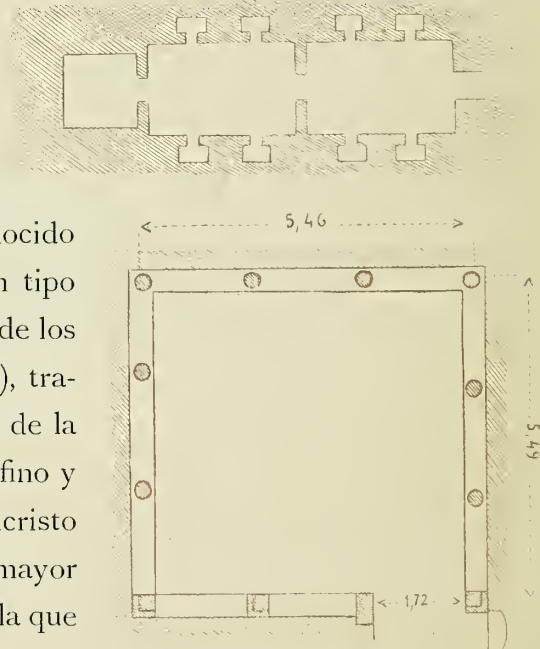 5,46
ocido
n tipo
de los
), tra-
de la
fino y
cristo
mayor
la que
5,49
1,72